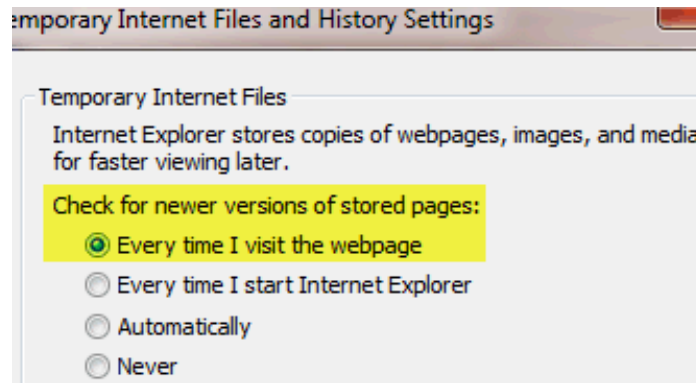 emporary Internet Files and History Settings
Temporary Internet Files
Internet Explorer stores copies of webpages, images, and media
for faster viewing later.
Check for newer versions of stored pages:
Every time I visit the webpage
Every time I start Internet Explorer
Automatically
Never